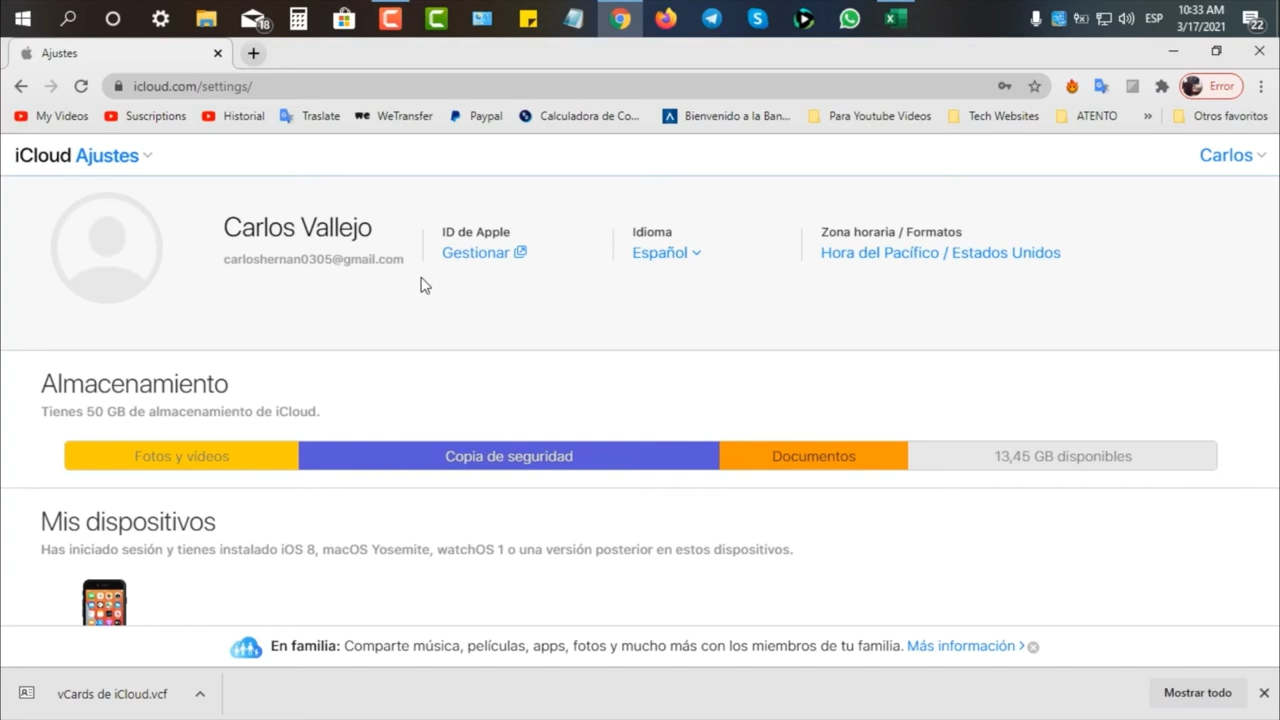 18
ESP
10:33 AM
3/17/2021
22
Ajustes
icloud.com/settings/
Error
My Videos
Suscriptions
Historial
Traslate
WeTransfer
Paypal
Calculadora de Co...
Bienvenido a la Ban...
Para Youtube Videos
Tech Websites
ATENTO
»
Otros favoritos
iCloud Ajustes
Carlos
Carlos Vallejo
carloshernan0305@gmail.com
ID de Apple
Gestionar
Idioma
Español
Zona horaria / Formatos
Hora del Pacífico / Estados Unidos
Almacenamiento
Tienes 50 GB de almacenamiento de iCloud.
Fotos y vídeos
Copia de seguridad
Documentos
13,45 GB disponibles
Mis dispositivos
Has iniciado sesión y tienes instalado iOS 8, macOS Yosemite, watchOS 1 o una versión posterior en estos dispositivos.
En familia: Comparte música, películas, apps, fotos y mucho más con los miembros de tu familia. Más información >
vCards de iCloud.vcf
Mostrar todo